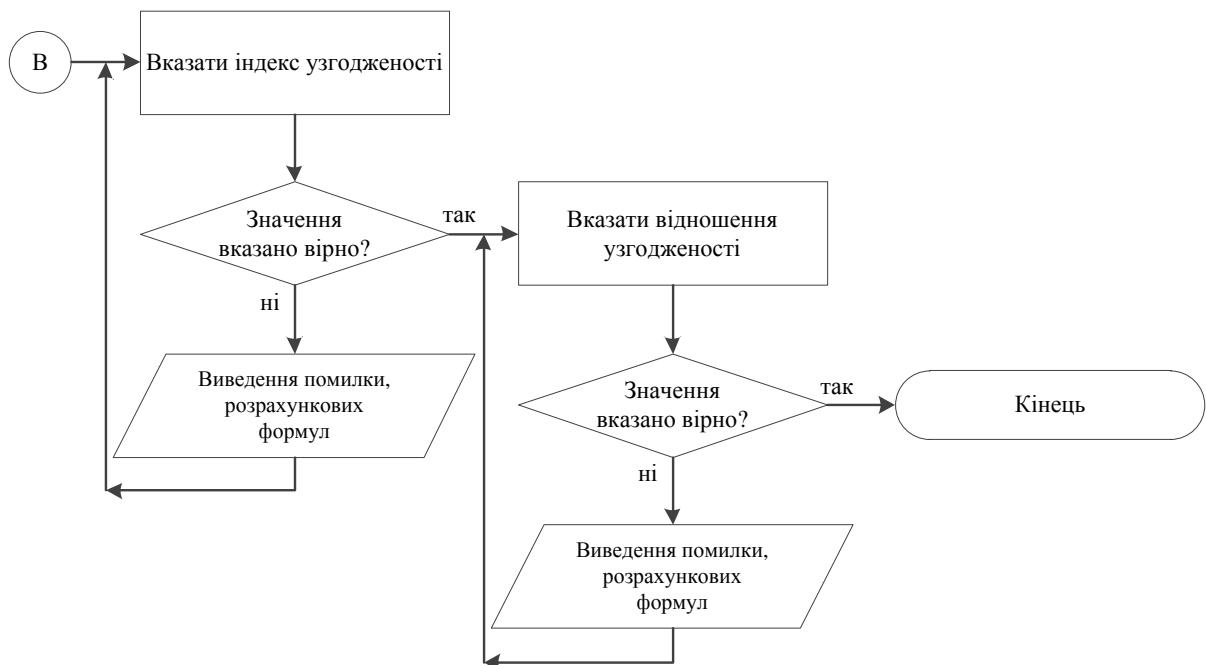 В
Вказати індекс узгодженості
Значення
вказано вірно?
так
ні
Виведення помилки,
розрахункових
формул
Вказати відношення
узгодженості
Значення
вказано вірно?
так
ні
Виведення помилки,
розрахункових
формул
Кінець